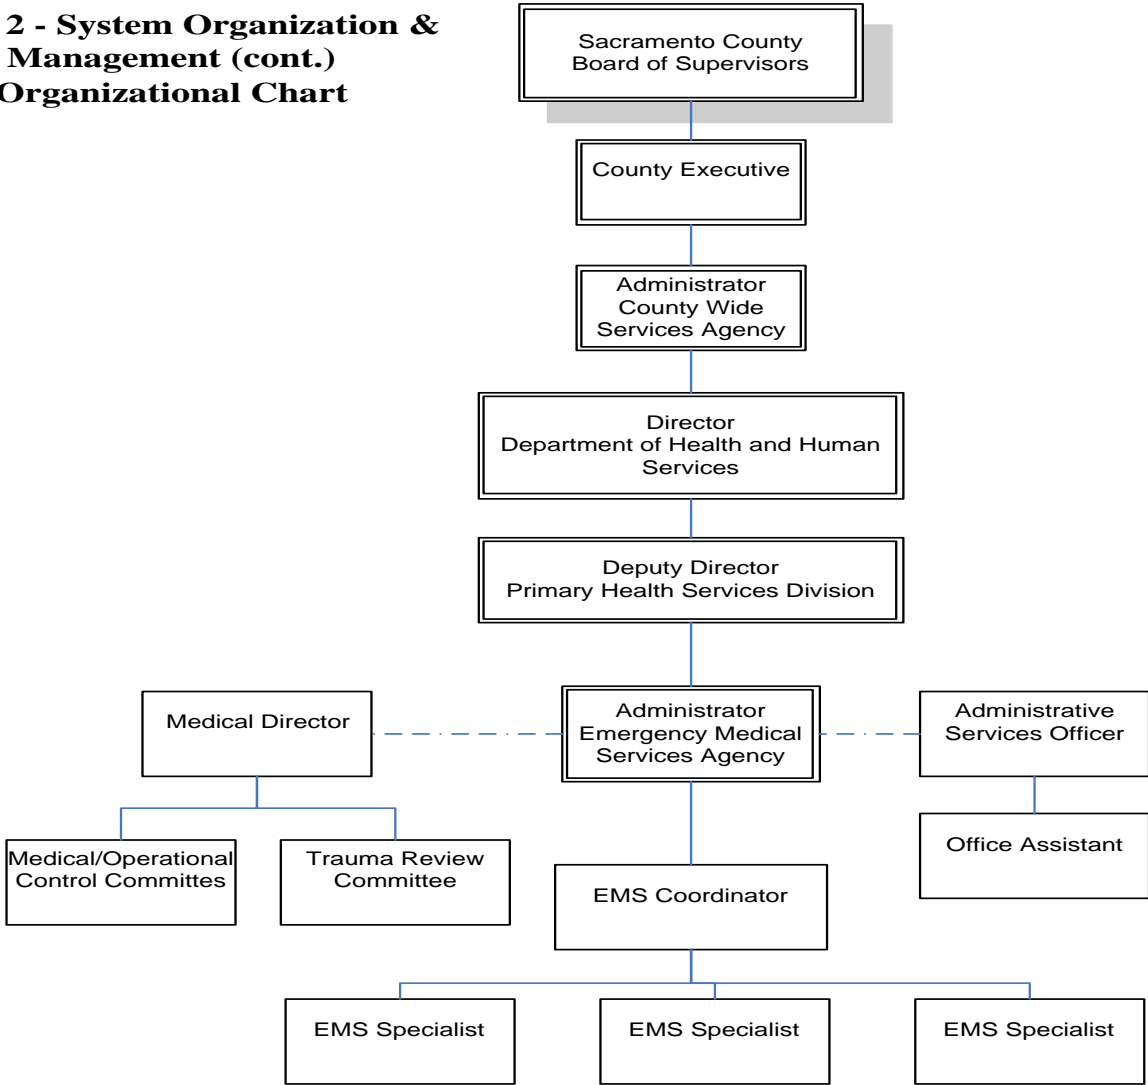 2 - System Organization &
Management (cont.)
Organizational Chart
Sacramento County
Board of Supervisors
County Executive
Administrator
County Wide
Services Agency
Director
Department of Health and Human
Services
Deputy Director
Primary Health Services Division
Medical Director
Administrator
Emergency Medical
Services Agency
Administrative
Services Officer
Medical/Operational
Control Committes
Trauma Review
Committee
EMS Coordinator
Office Assistant
EMS Specialist
EMS Specialist
EMS Specialist